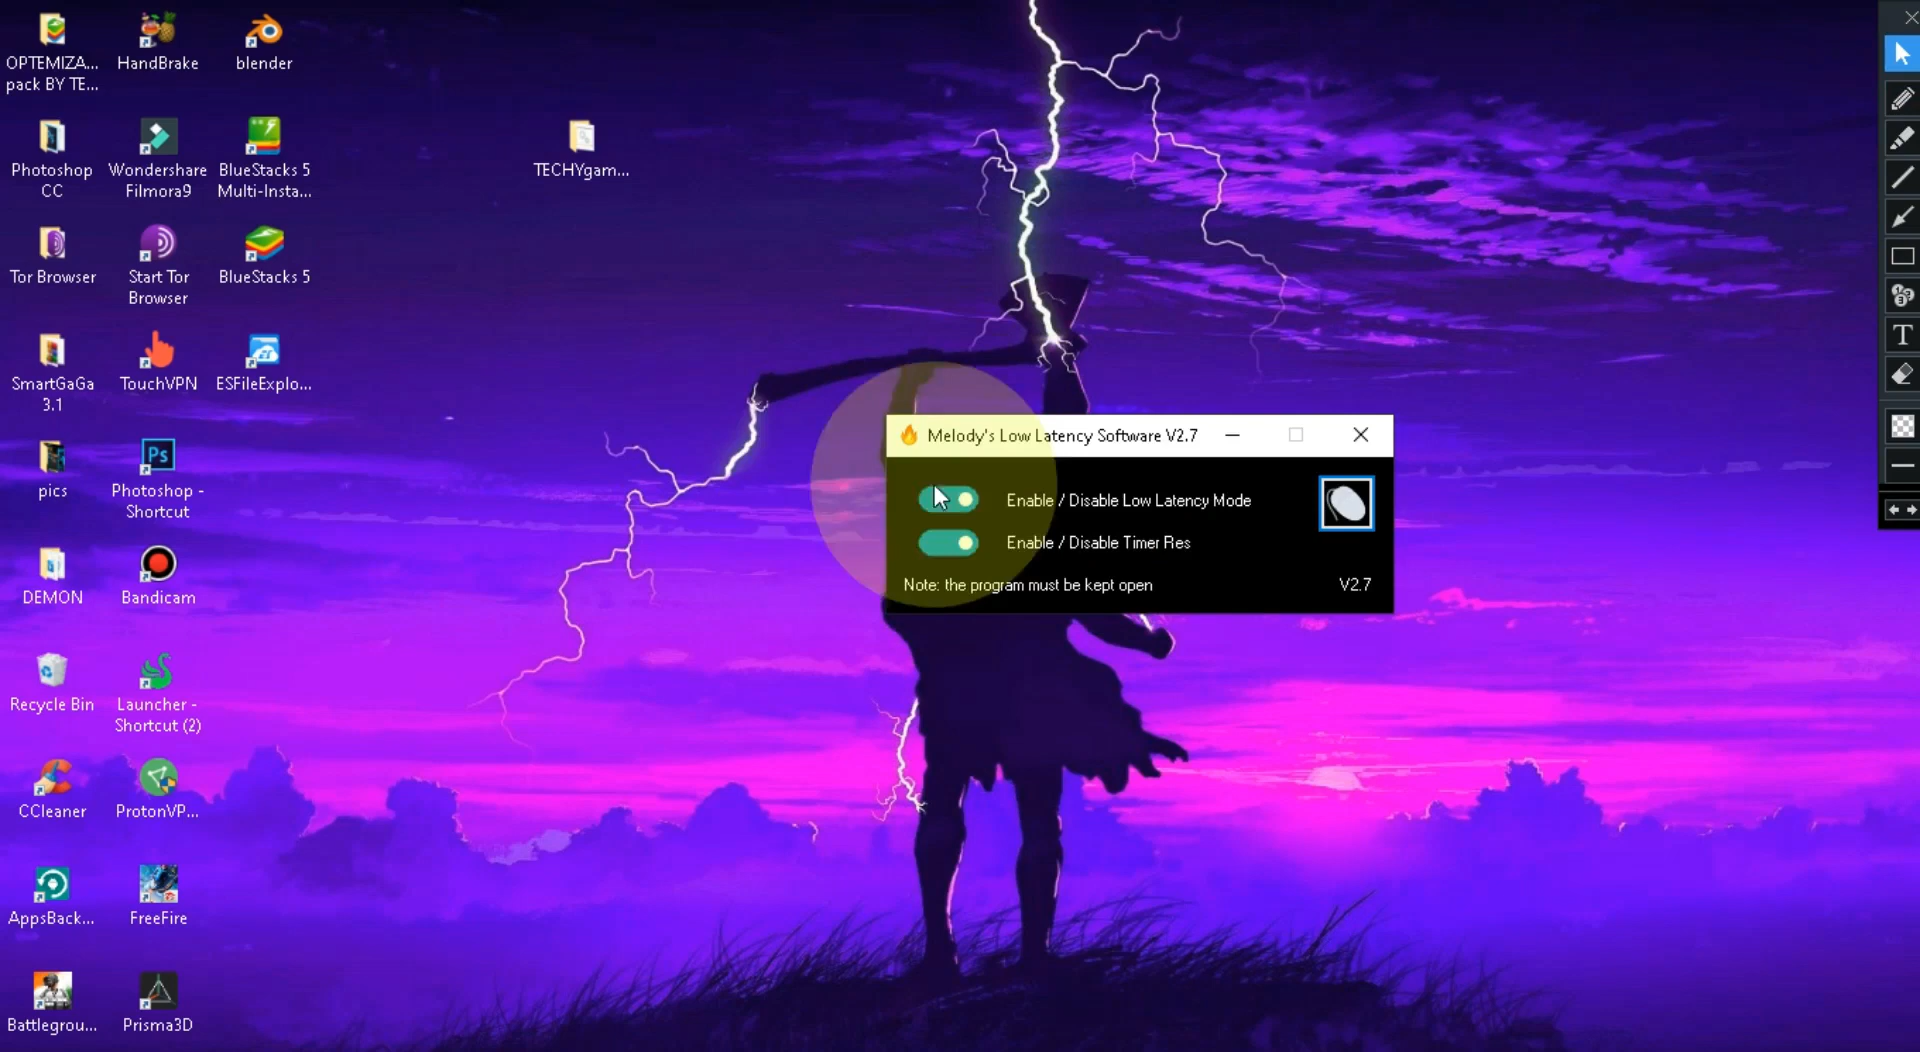 OPTEMIZA...
pack BY TE...
HandBrake
blender
Photoshop
CC
Wondershare
Filmora9
BlueStacks 5
Multi-Insta...
TECHYgam...
Tor Browser
Start Tor
Browser
BlueStacks 5
SmartGaGa
3.1
TouchVPN
ESFileExplo...
pics
Ps
Photoshop -
Shortcut
DEMON
Bandicam
Recycle Bin
Launcher -
Shortcut (2)
CCleaner
ProtonVP...
AppsBack...
FreeFire
Battlegrou...
Prisma3D
Melody's Low Latency Software V2.7
Enable / Disable Low Latency Mode
Enable / Disable Timer Res
Note: the program must be kept open
V2.7
T